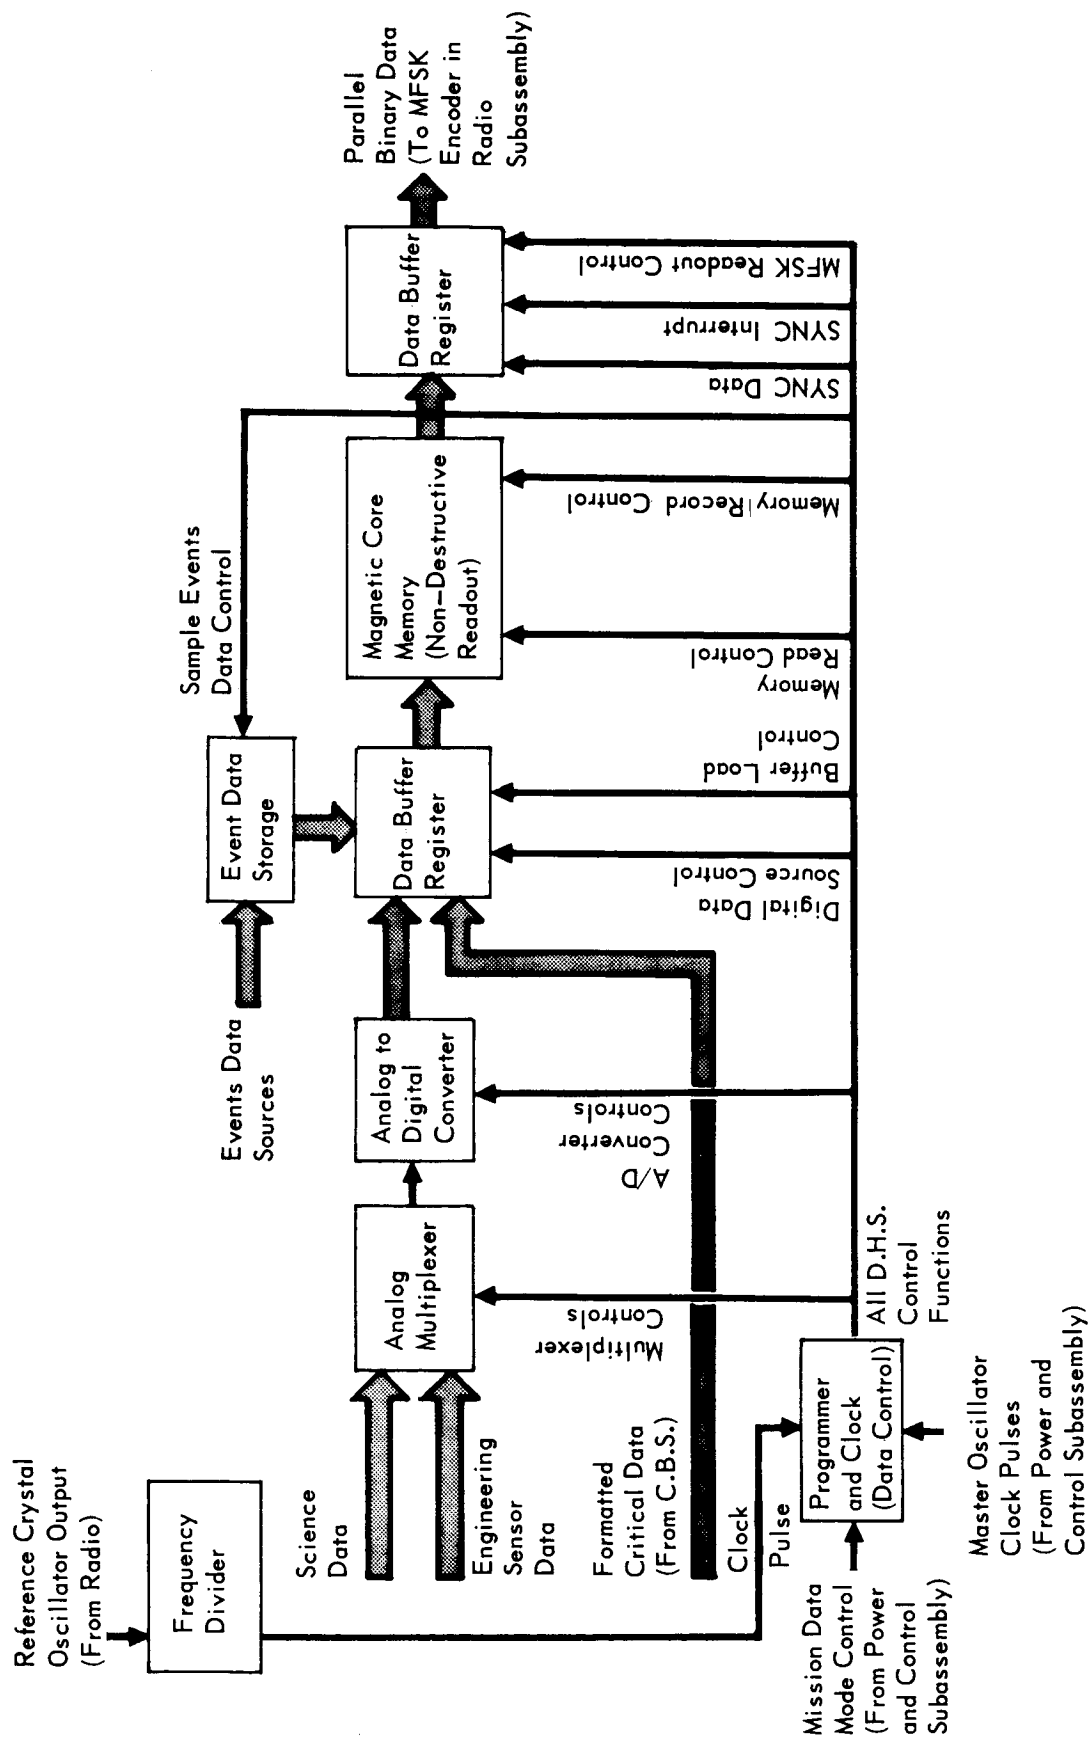 Reference Crystal
Oscillator Output
(From Radio)
Frequency
Divider
Science
Data
Engineering
Sensor
Data
Formatted
Critical Data
(From C.B.S.)
Clock
Pulse
Mission Data
Mode Control
(From Power
and Control
Subassembly)
Programmer
and Clock
(Data Control)
Master Oscillator
Clock Pulses
(From Power and
Control Subassembly)
All D.H.S.
Control
Functions
Analog
Multiplexer
Multiplexer
Controls
Analog to
Digital
Converter
A/D
Converter
Controls
Events Data
Sources
Event Data
Storage
Sample Events
Data Control
Data Buffer
Register
Digital Data
Source Control
Buffer Load
Control
Magnetic Core
Memory
(Non-Destructive
Readout)
Memory
Read Control
Memory Record Control
Data Buffer
Register
SYNC Data
SYNC Interrupt
MFSK Readout Control
Parallel
Binary Data
(To MFSK
Encoder in
Radio
Subassembly)